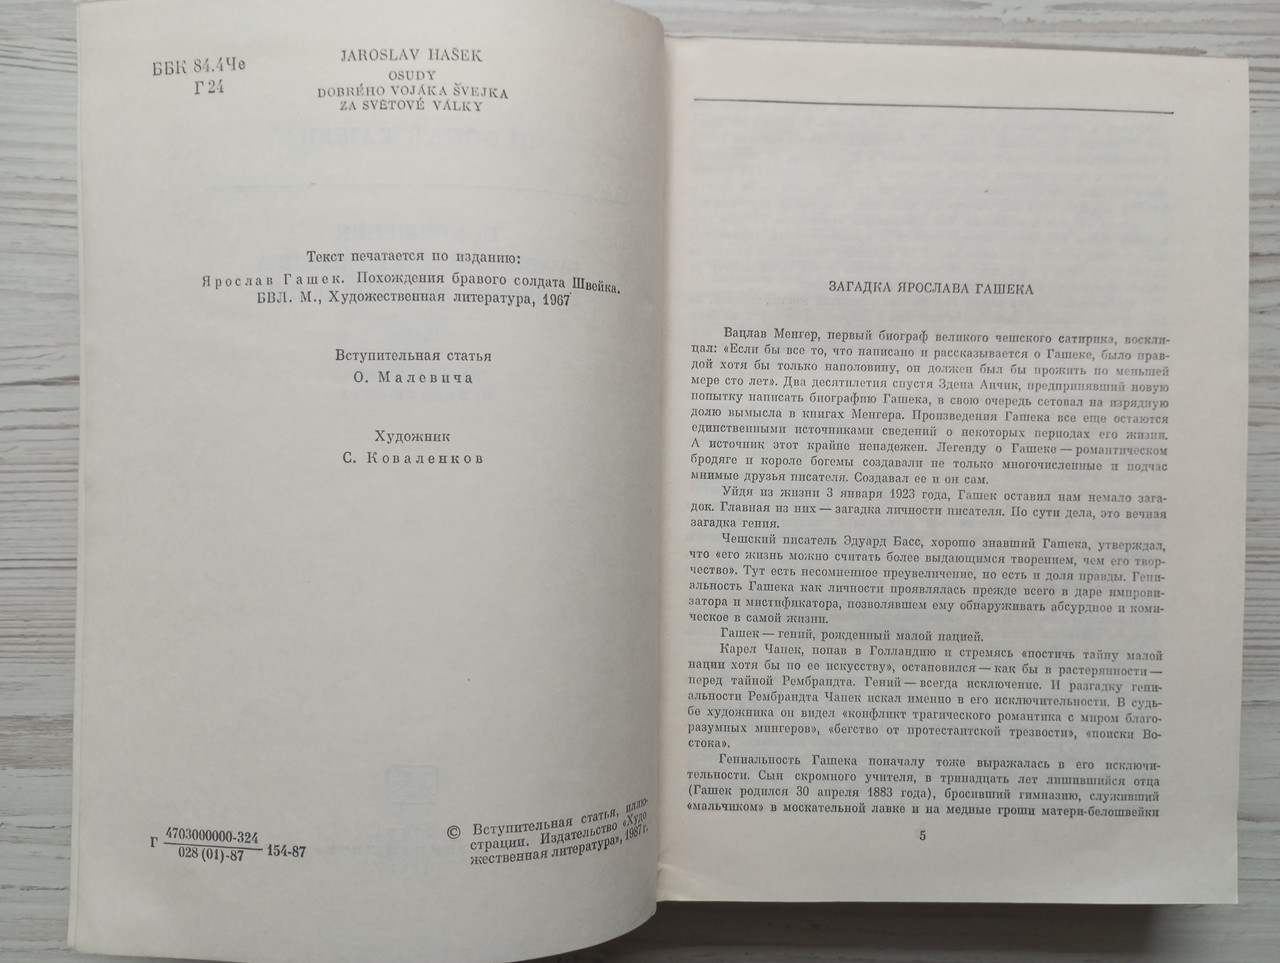 ББК 84.4Че
Г 24
JAROSLAV HAŠEK
OSUDY
DOBRÉHO VOJÁKA ŠVEJKA
ZA SVĚTOVÉ VÁLKY
Текст печатается по изданию:
Ярослав Гашек. Похождения бравого солдата Швейка.
БВЛ. М., Художественная литература, 1967
Вступительная статья
О. Малевича
Художник
С. Коваленков
Г 4703000000-324
028 (01)-87 154-87
© Вступительная статья, иллю-
страции. Издательство «Худо
жественная литература», 1987 г.
ЗАГАДКА ЯРОСЛАВА ГАШЕКА
Вацлав Менгер, первый биограф великого чешского сатирика, воскли-
цал: «Если бы все то, что написано и рассказывается о Гашеке, было прав-
дой хотя бы только наполовину, он должен был бы прожить по меньшей
мере сто лет». Два десятилетия спустя Здена Анчик, предпринявший новую
попытку написать биографию Гашека, в свою очередь сетовал на изрядную
долю вымысла в книгах Менгера. Произведения Гашека все еще остаются
единственными источниками сведений о некоторых периодах его жизни.
А источник этот крайне ненадежен. Легенду о Гашеке — романтическом
бродяге и короле богемы создавали не только многочисленные и подчас
мнимые друзья писателя. Создавал ее и он сам.
Уйдя из жизни 3 января 1923 года, Гашек оставил нам немало зага-
док. Главная из них — загадка личности писателя. По сути дела, это вечная
загадка гения.
Чешский писатель Эдуард Басс, хорошо знавший Гашека, утверждал,
что «его жизнь можно считать более выдающимся творением, чем его твор-
чество». Тут есть несомненное преувеличение, но есть и доля правды. Гени-
альность Гашека как личности проявлялась прежде всего в даре импрови-
затора и мистификатора, позволявшем ему обнаруживать абсурдное и коми-
ческое в самой жизни.
Гашек — гений, рожденный малой нацией.
Карел Чапек, попав в Голландию и стремясь «постичь тайну малой
нации хотя бы по ее искусству», остановился — как бы в растерянности —
перед тайной Рембрандта. Гений — всегда исключение. И разгадку гени-
альности Рембрандта Чапек искал именно в его исключительности. В судь-
бе художника он видел «конфликт трагического романтика с миром благо-
разумных мингеров», «бегство от протестантской трезвости», «поиски Во-
стока».
Гениальность Гашека поначалу тоже выражалась в его исключи-
тельности. Сын скромного учителя, в тринадцать лет лишившийся отца
(Гашек родился 30 апреля 1883 года), бросивший гимназию, служивший
«мальчиком» в москательной лавке и на медные гроши матери-белошвейки
5